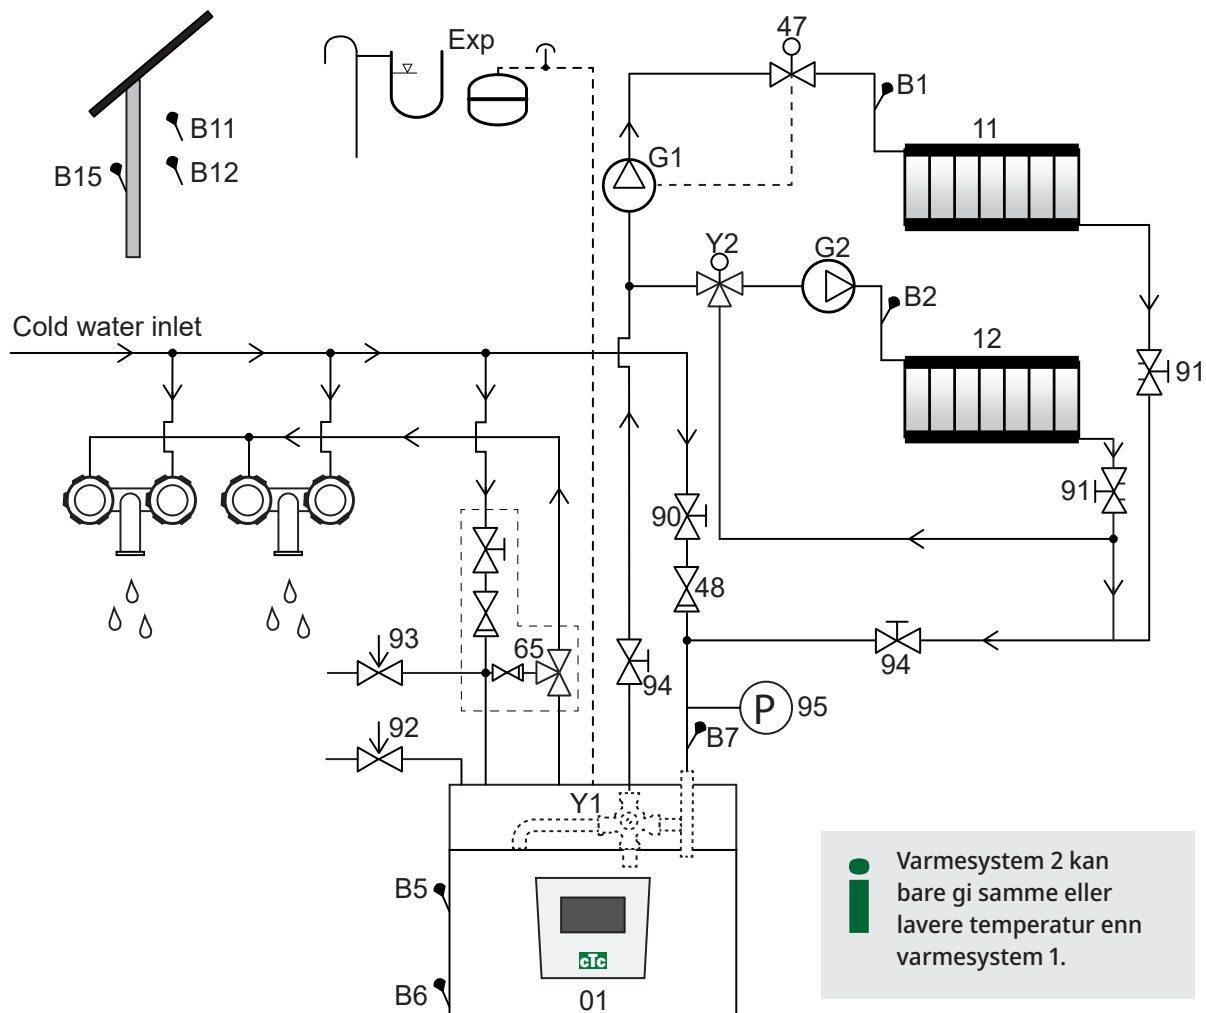 47
Exp
B1
B11
11
G1
B15
B12
Y2
G2
B2
Cold water inlet
12
91
91
90
48
93
65
94
94
P
95
92
B7
Y1
B5
cTc
B6
01
Varmesystem 2 kan
bare gi samme eller
lavere temperatur enn
varmesystem 1.